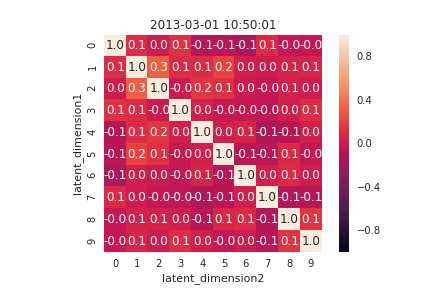 2013-03-01 10:50:01
latent_dimension1
0 1.0 0.1 0.0 0.1 -0.1 -0.1 -0.1 0.1 -0.0 -0.0
1 0.1 1.0 0.3 0.1 0.1 0.2 0.0 0.0 0.1 0.1
2 0.0 0.3 1.0 -0.0 0.2 0.1 -0.0 -0.0 0.1 0.0
3 0.1 0.1 -0.0 1.0 0.0 -0.0 -0.0 -0.0 0.0 0.1
4 -0.1 0.1 0.2 0.0 1.0 0.0 0.1 -0.1 -0.1 0.0
5 -0.1 0.2 0.1 -0.0 0.0 1.0 -0.1 -0.1 0.1 -0.0
6 -0.1 0.0 -0.0 -0.0 0.1 -0.1 1.0 0.0 0.1 0.0
7 0.1 0.0 -0.0 -0.0 -0.1 -0.1 0.0 1.0 -0.1 -0.1
8 -0.0 0.1 0.1 0.0 -0.1 0.1 0.1 -0.1 1.0 0.1
9 -0.0 0.1 0.0 0.1 0.0 -0.0 0.0 -0.1 0.1 1.0
0 1 2 3 4 5 6 7 8 9
latent_dimension2
0.8
0.4
0.0
-0.4
-0.8